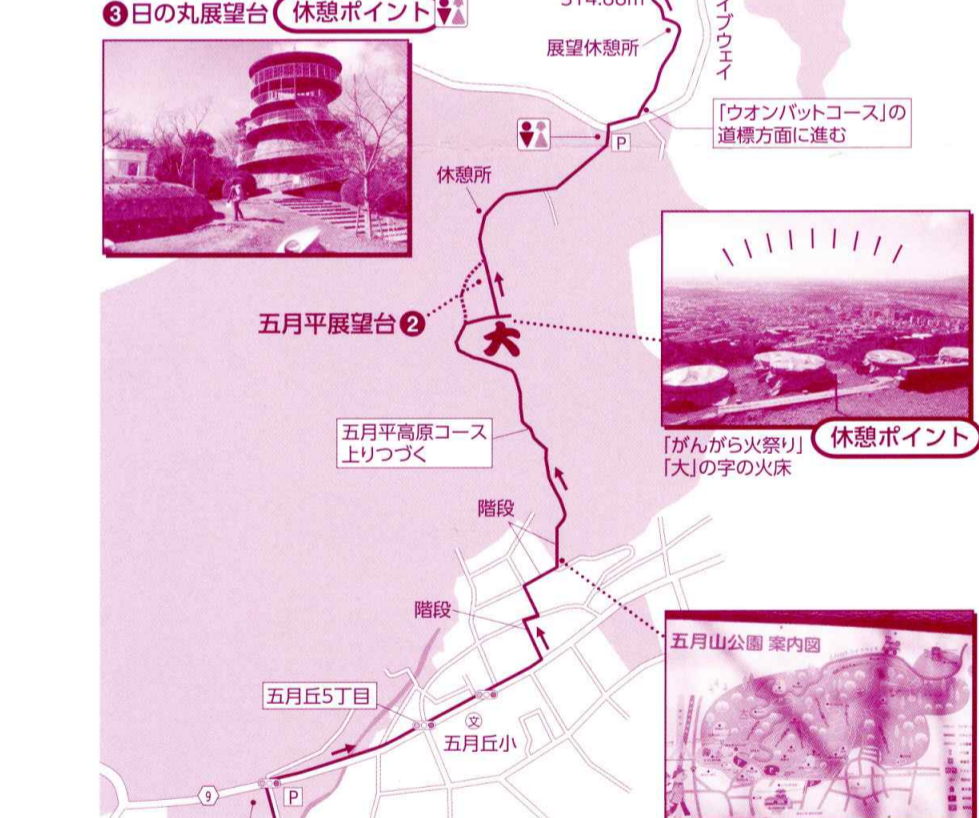 ❸日の丸展望台 休憩ポイント
展望休憩所
イブウェイ
「ウオンバットコース」の
道標方面に進む
P
休憩所
五月平展望台❷
大
五月平高原コース
上りつづく
「がんがら火祭り」
「大」の字の火床
休憩ポイント
階段
階段
五月山公園 案内図
五月丘5丁目
文
五月丘小
9
P